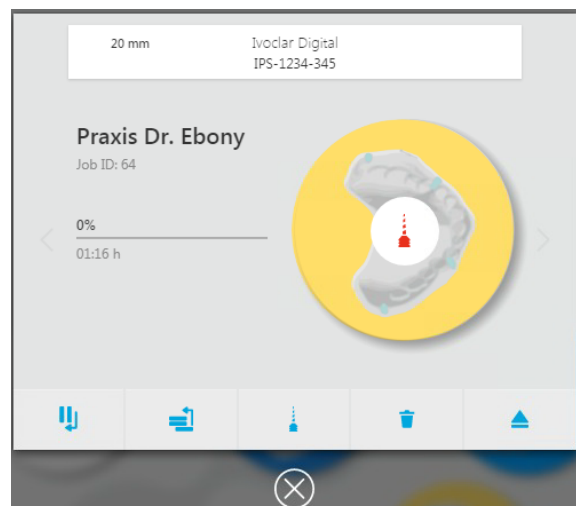 20 mm
Ivoclar Digital
IPS-1234-345
Praxis Dr. Ebony
Job ID: 64
0%
01:16 h